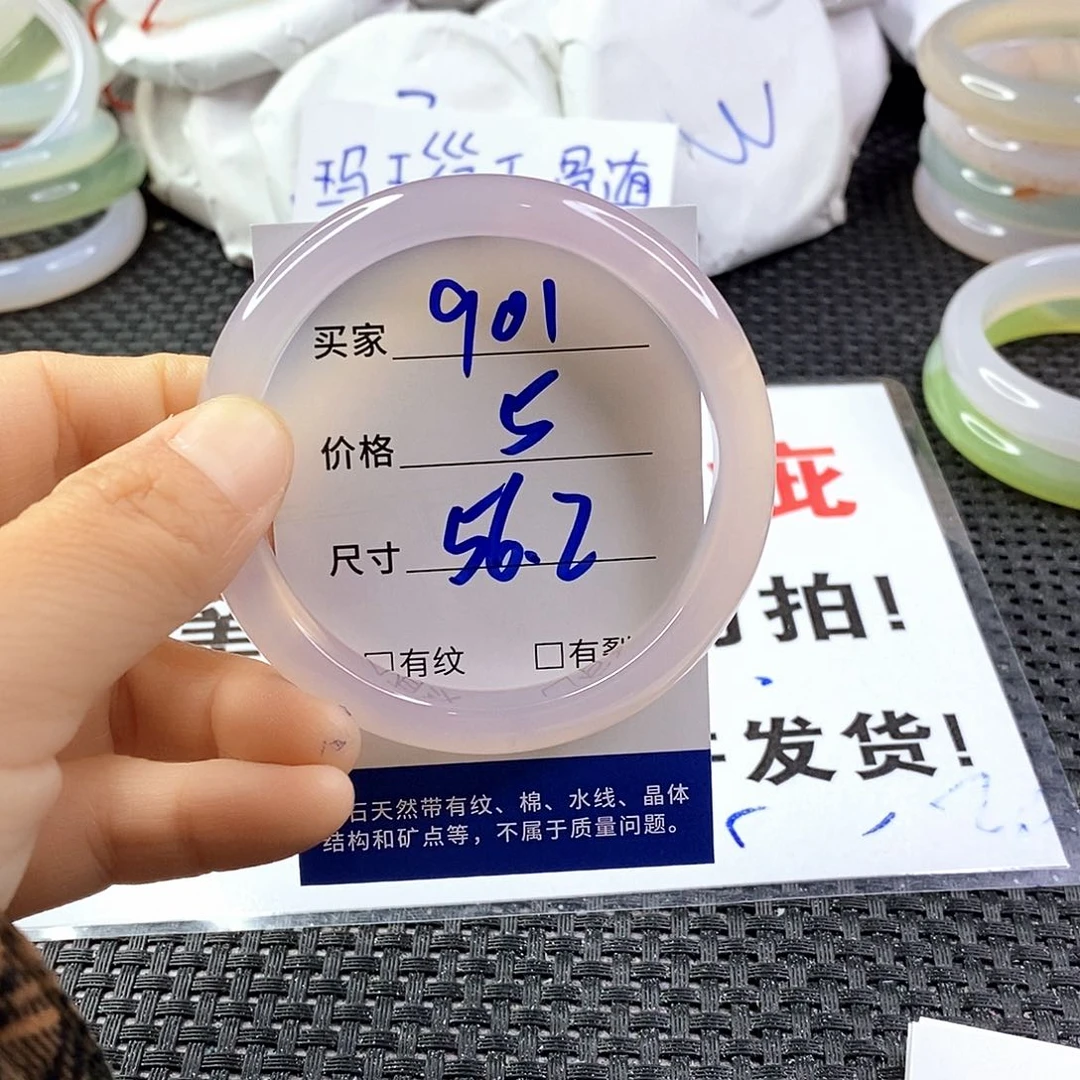 玛瑙
买家 901
价格 5
尺寸 56.2
□有纹 □有裂
疵
拍!
发货!
石天然带有纹、棉、水线、晶体
结构和矿点等，不属于质量问题。